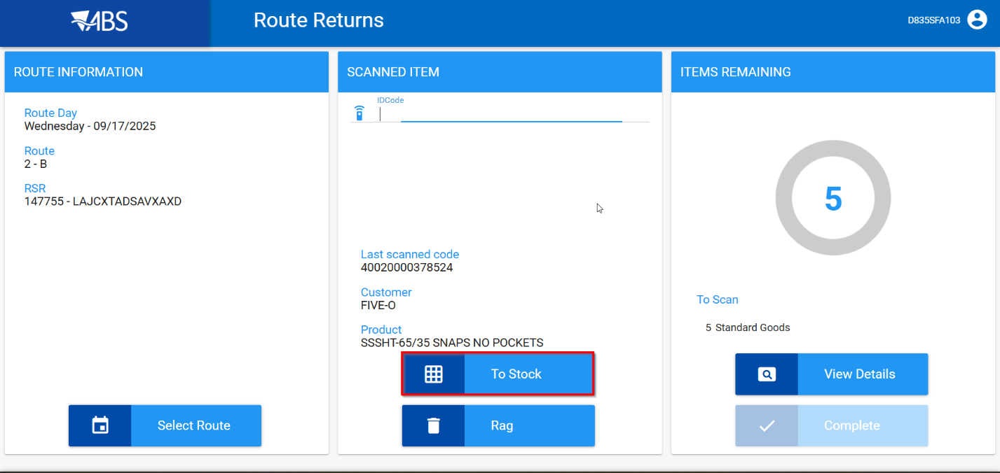 ABS
Route Returns
D835SFA103
ROUTE INFORMATION
Route Day
Wednesday - 09/17/2025
Route
2 - B
RSR
147755 - LAJCXTADSAVXAXD
Select Route
SCANNED ITEM
IDCode
Last scanned code
40020000378524
Customer
FIVE-O
Product
SSSHT-65/35 SNAPS NO POCKETS
To Stock
Rag
ITEMS REMAINING
5
To Scan
5 Standard Goods
View Details
Complete